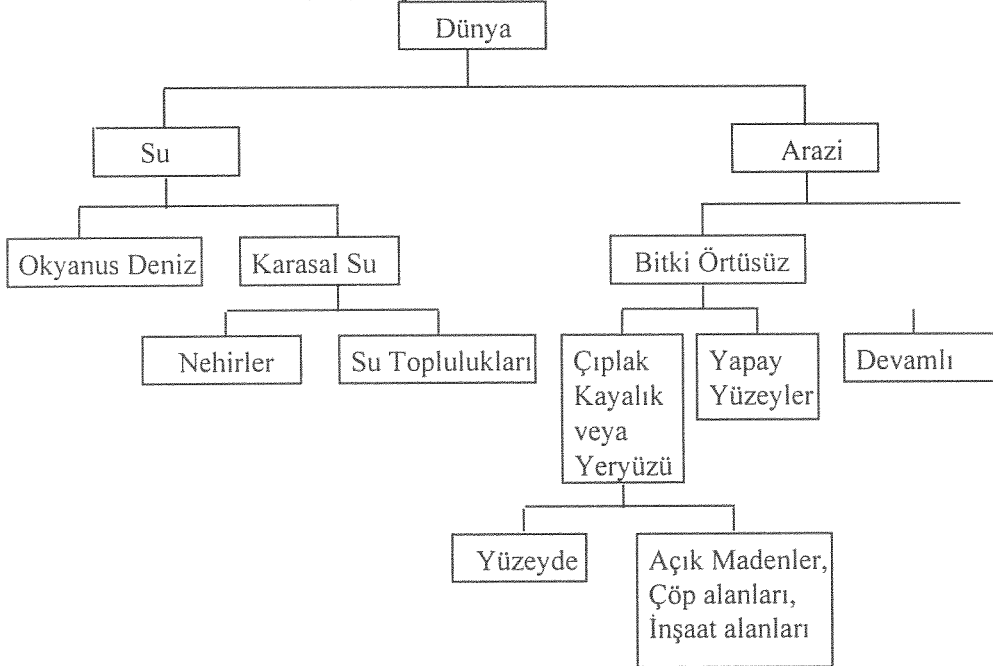 Dünya
Su
Arazi
Okyanus Deniz
Karasal Su
Bitki Örtüsüz
Nehirler
Su Toplulukları
Çıplak
Kayalık
veya
Yeryüzü
Yapay
Yüzeyler
Devamlı
Yüzeyde
Açık Madenler,
Çöp alanları,
İnşaat alanları